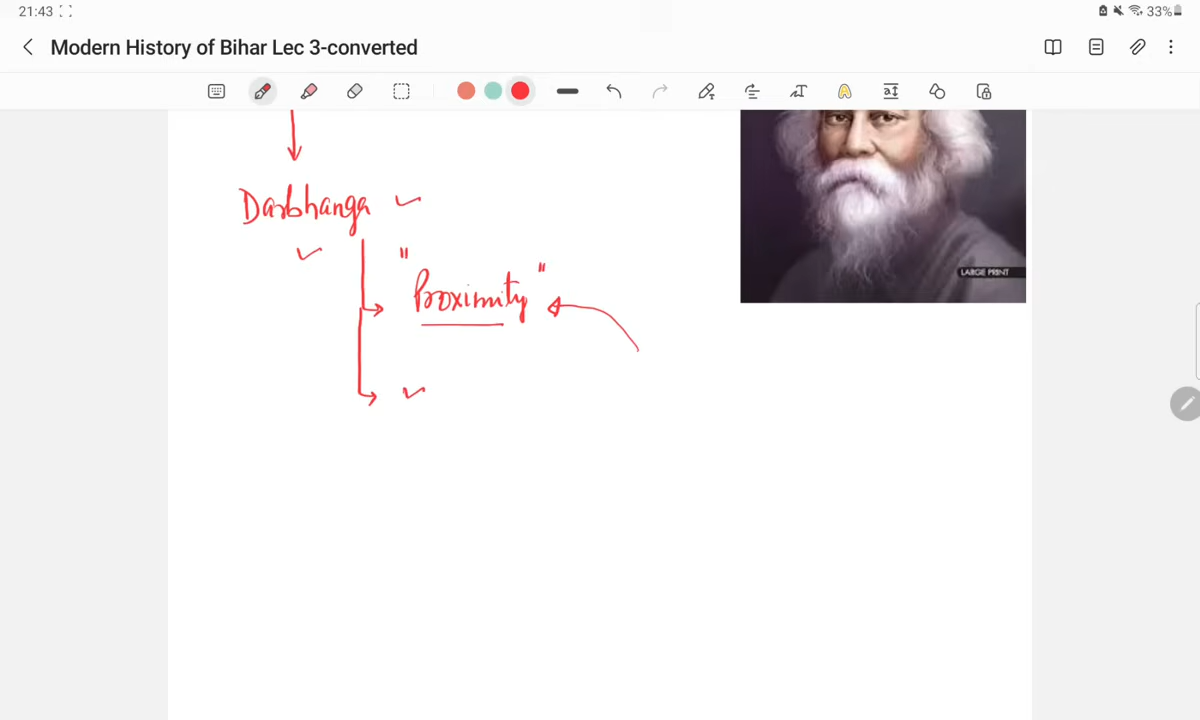 21:43
33%
Modern History of Bihar Lec 3-converted
Darbhanga
"Proximity"
LARGE PRINT